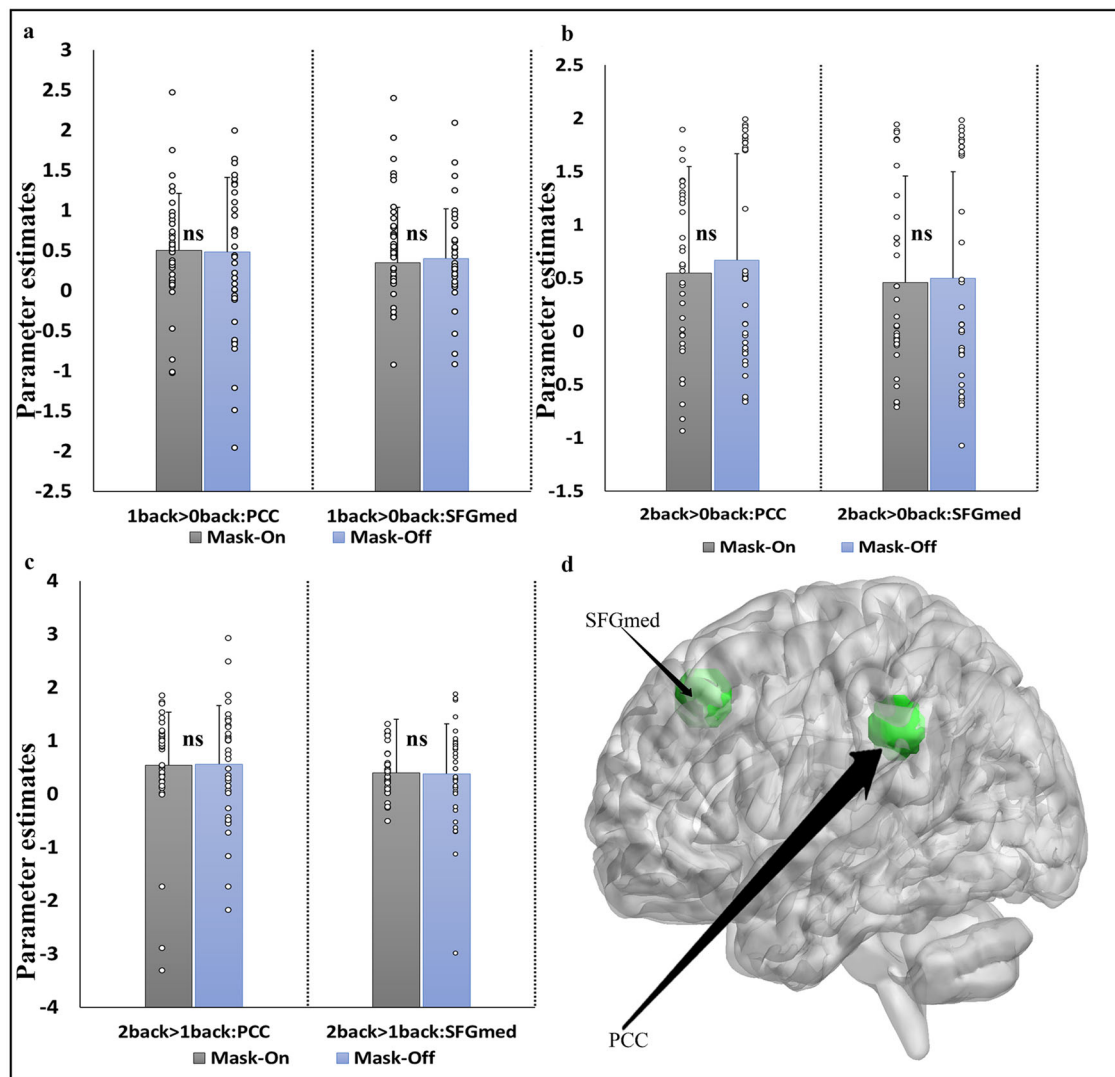 a
Parameter estimates
3
2.5
2
1.5
1
0.5
0
-0.5
-1
-1.5
-2
-2.5
ns
ns
1back>0back:PCC
1back>0back:SFGmed
Mask-On
Mask-Off
b
Parameter estimates
2.5
2
1.5
1
0.5
0
0.5
-1
-1.5
ns
ns
2back>0back:PCC
2back>0back:SFGmed
Mask-On
Mask-Off
c
Parameter estimates
4
3
2
1
0
-1
-2
-3
-4
ns
ns
2back>1back:PCC
2back>1back:SFGmed
Mask-On
Mask-Off
d
SFGmed
PCC